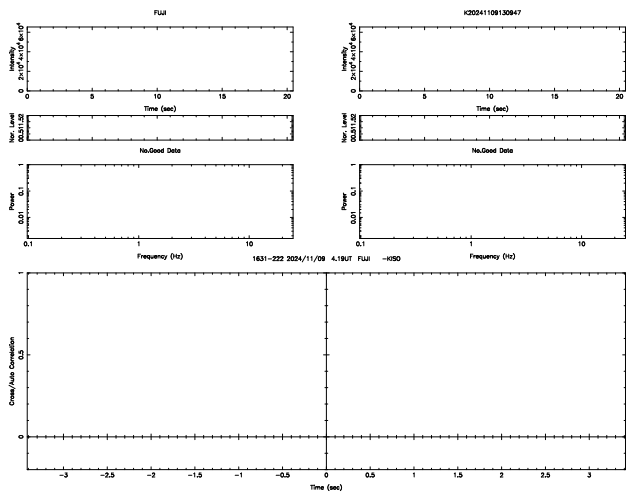 FUJI
K20241109130947
Intensity
0 2×10⁴ 4×10⁴ 6×10⁴
0 5 10 15 20
Time (sec)
Intensity
0 2×10⁴ 4×10⁴ 6×10⁴
0 5 10 15 20
Time (sec)
Nor. Level
00.511.52
No.Good Data
Nor. Level
00.511.52
No.Good Data
Power
0.01 0.1 1
0.1 1 10
Frequency (Hz)
Power
0.01 0.1 1
0.1 1 10
Frequency (Hz)
1631-222 2024/11/09 4.19UT FUJI -KISO
Cross/Auto Correlation
0 0.5 1
-3 -2.5 -2 -1.5 -1 -0.5 0 0.5 1 1.5 2 2.5 3
Time (sec)